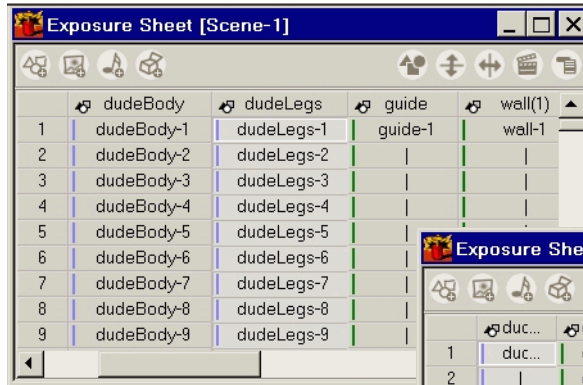 Exposure Sheet [Scene-1]
dudeBody dudeLegs guide wall(1)
1 dudeBody-1 dudeLegs-1 guide-1 wall-1
2 dudeBody-2 dudeLegs-2 | |
3 dudeBody-3 dudeLegs-3 | |
4 dudeBody-4 dudeLegs-4 | |
5 dudeBody-5 dudeLegs-5 |
6 dudeBody-6 dudeLegs-6 |
7 dudeBody-7 dudeLegs-7 |
8 dudeBody-8 dudeLegs-8 |
9 dudeBody-9 dudeLegs-9 |
Exposure She
duc...
1 duc...
2 |